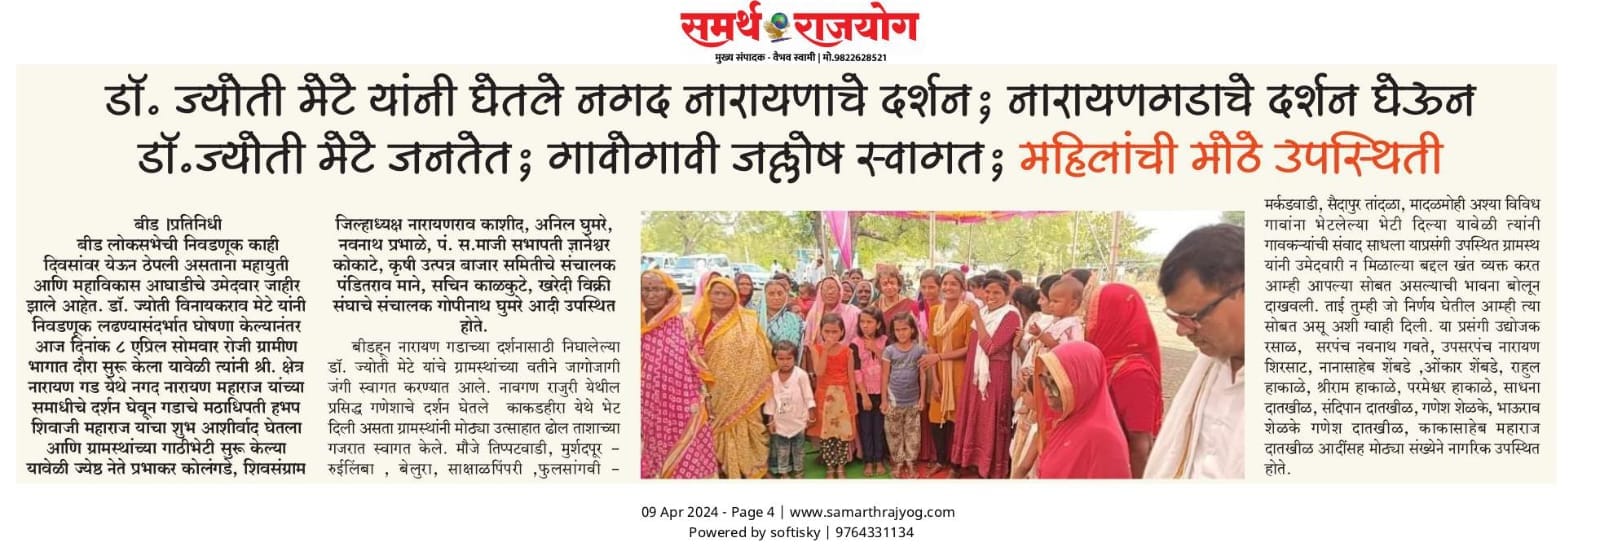 समर्थ राजयोग
मुख्य संपादक - वैभव स्वामी | मो.9822628521
डॉ. ज्योती मेटे यांनी घेतले नगद नारायणाचे दर्शन; नारायणगडाचे दर्शन घेऊन
डॉ.ज्योती मेटे जनतेत; गावोगावी जल्लोष स्वागत; महिलांची मोठे उपस्थिती
बीड |प्रतिनिधी
बीड लोकसभेची निवडणूक काही
दिवसांवर येऊन ठेपली असताना महायुती
आणि महाविकास आघाडीचे उमेदवार जाहीर
झाले आहेत. डॉ. ज्योती विनायकराव मेटे यांनी
निवडणूक लढण्यासंदर्भात घोषणा केल्यानंतर
आज दिनांक ८ एप्रिल सोमवार रोजी ग्रामीण
भागात दौरा सुरू केला यावेळी त्यांनी श्री. क्षेत्र
नारायण गड येथे नगद नारायण महाराज यांच्या
समाधीचे दर्शन घेवून गडाचे मठाधिपती हभप
शिवाजी महाराज यांचा शुभ आशीर्वाद घेतला
आणि ग्रामस्थांच्या गाठीभेटी सुरू केल्या
यावेळी ज्येष्ठ नेते प्रभाकर कोलंगडे, शिवसंग्राम
जिल्हाध्यक्ष नारायणराव काशीद, अनिल घुमरे,
नवनाथ प्रभाळे, पं. स.माजी सभापती ज्ञानेश्वर
कोकाटे, कृषी उत्पन्न बाजार समितीचे संचालक
पंडितराव माने, सचिन काळकुटे, खरेदी विक्री
संघाचे संचालक गोपीनाथ घुमरे आदी उपस्थित
होते.
बीडहून नारायण गडाच्या दर्शनासाठी निघालेल्या
डॉ. ज्योती मेटे यांचे ग्रामस्थांच्या वतीने जागोजागी
जंगी स्वागत करण्यात आले. नावगण राजुरी येथील
प्रसिद्ध गणेशाचे दर्शन घेतले काकडहीरा येथे भेट
दिली असता ग्रामस्थांनी मोठ्या उत्साहात ढोल ताशाच्या
गजरात स्वागत केले. मौजे तिप्पटवाडी, मुर्शदपूर –
रुईलिंबा , बेलुरा, साक्षाळपिंपरी ,फुलसांगवी –
मर्कडवाडी, सैदापुर तांदळा, मादळमोही अश्या विविध
गावांना भेटलेल्या भेटी दिल्या यावेळी त्यांनी
गावकऱ्यांची संवाद साधला याप्रसंगी उपस्थित ग्रामस्थ
यांनी उमेदवारी न मिळाल्या बद्दल खंत व्यक्त करत
आम्ही आपल्या सोबत असल्याची भावना बोलून
दाखवली. ताई तुम्ही जो निर्णय घेतील आम्ही त्या
सोबत असू अशी ग्वाही दिली. या प्रसंगी उद्योजक
रसाळ, सरपंच नवनाथ गवते, उपसरपंच नारायण
शिरसाट, नानासाहेब शेंबडे ,ओंकार शेंबडे, राहुल
हाकाळे, श्रीराम हाकाळे, परमेश्वर हाकाळे, साधना
दातखीळ, संदिपान दातखीळ, गणेश शेळके, भाऊराव
शेळके गणेश दातखीळ, काकासाहेब महाराज
दातखीळ आदींसह मोठ्या संख्येने नागरिक उपस्थित
होते.
09 Apr 2024 - Page 4 | www.samarthrajyog.com
Powered by softisky | 9764331134